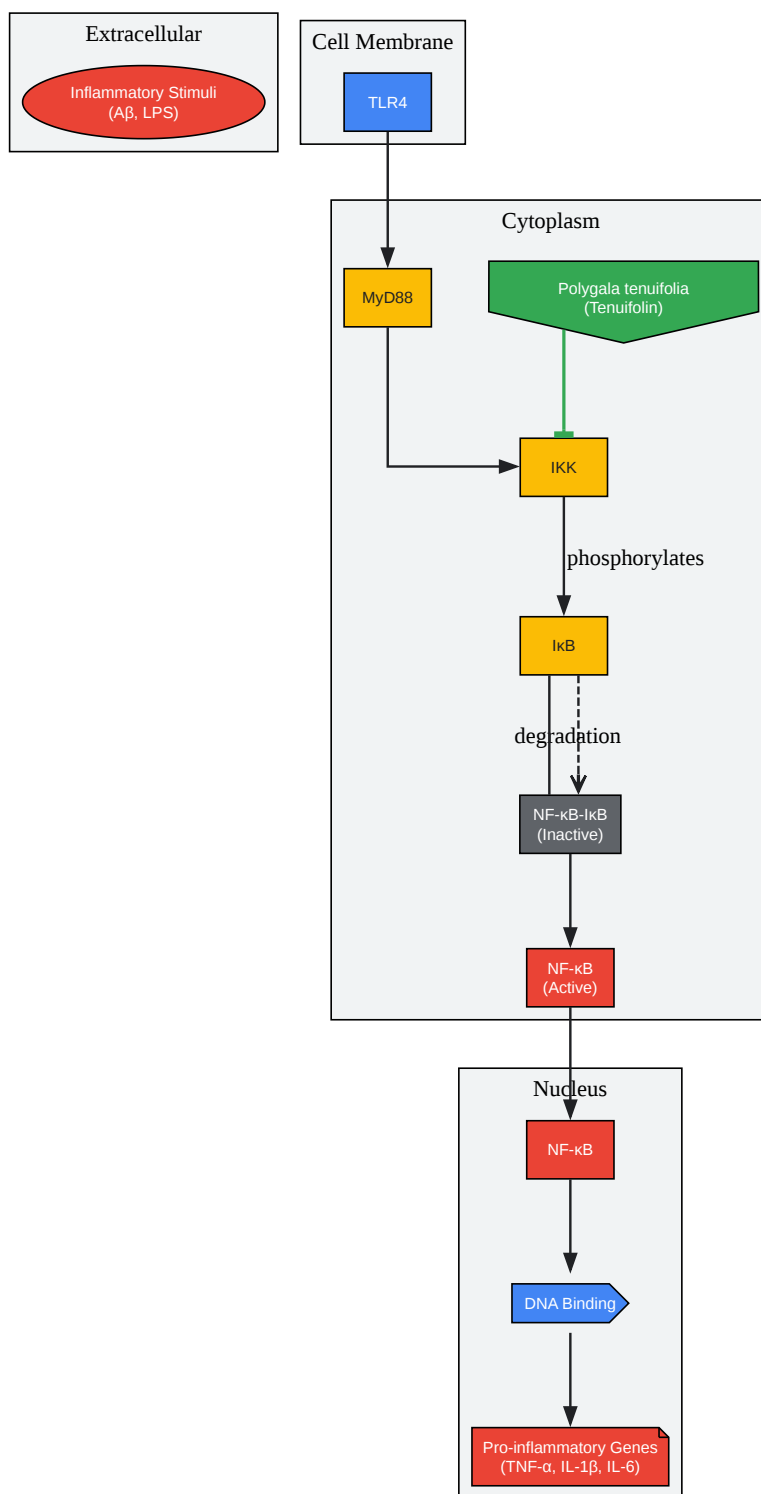 Extracellular
Inflammatory Stimuli
(Aβ, LPS)
Cell Membrane
TLR4
Cytoplasm
MyD88
Polygala tenuifolia
(Tenuifolin)
IKK
phosphorylates
IκB
degradation
NF-κB-IκB
(Inactive)
NF-κB
(Active)
Nucleus
NF-κB
DNA Binding
Pro-inflammatory Genes
(TNF-α, IL-1β, IL-6)